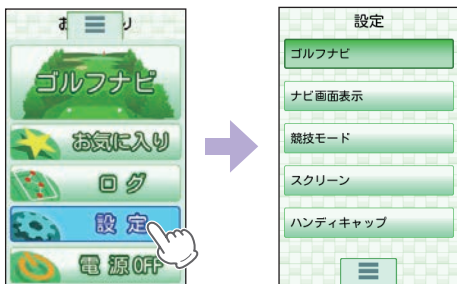 ゴルフナビ
お気に入り
ログ
設定
電源OFF
設定
ゴルフナビ
ナビ画面表示
競技モード
スクリーン
ハンディキャップ